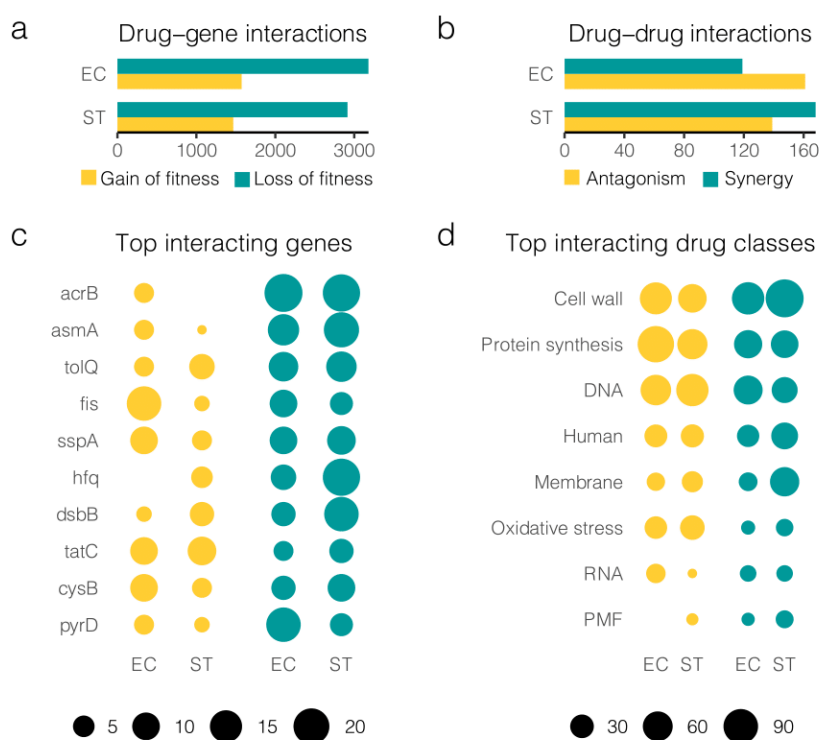 a
Drug–gene interactions
EC
ST
0 1000 2000 3000
Gain of fitness Loss of fitness
b
Drug–drug interactions
EC
ST
0 40 80 120 160
Antagonism Synergy
c
Top interacting genes
acrB
asmA
tolQ
fis
sspA
hfq
dsbB
tatC
cysB
pyrD
EC ST EC ST
5 10 15 20
d
Top interacting drug classes
Cell wall
Protein synthesis
DNA
Human
Membrane
Oxidative stress
RNA
PMF
EC ST EC ST
30 60 90